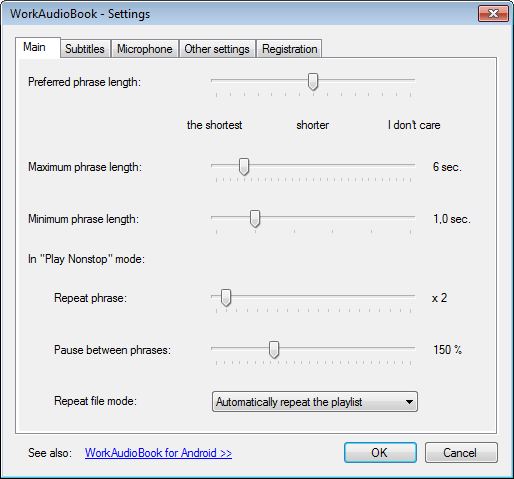 WorkAudioBook - Settings
Main Subtitles Microphone Other settings Registration
Preferred phrase length:
the shortest shorter I don't care
Maximum phrase length: 6 sec.
Minimum phrase length: 1,0 sec.
In "Play Nonstop" mode:
Repeat phrase: x 2
Pause between phrases: 150 %
Repeat file mode: Automatically repeat the playlist
See also: WorkAudioBook for Android >> OK Cancel